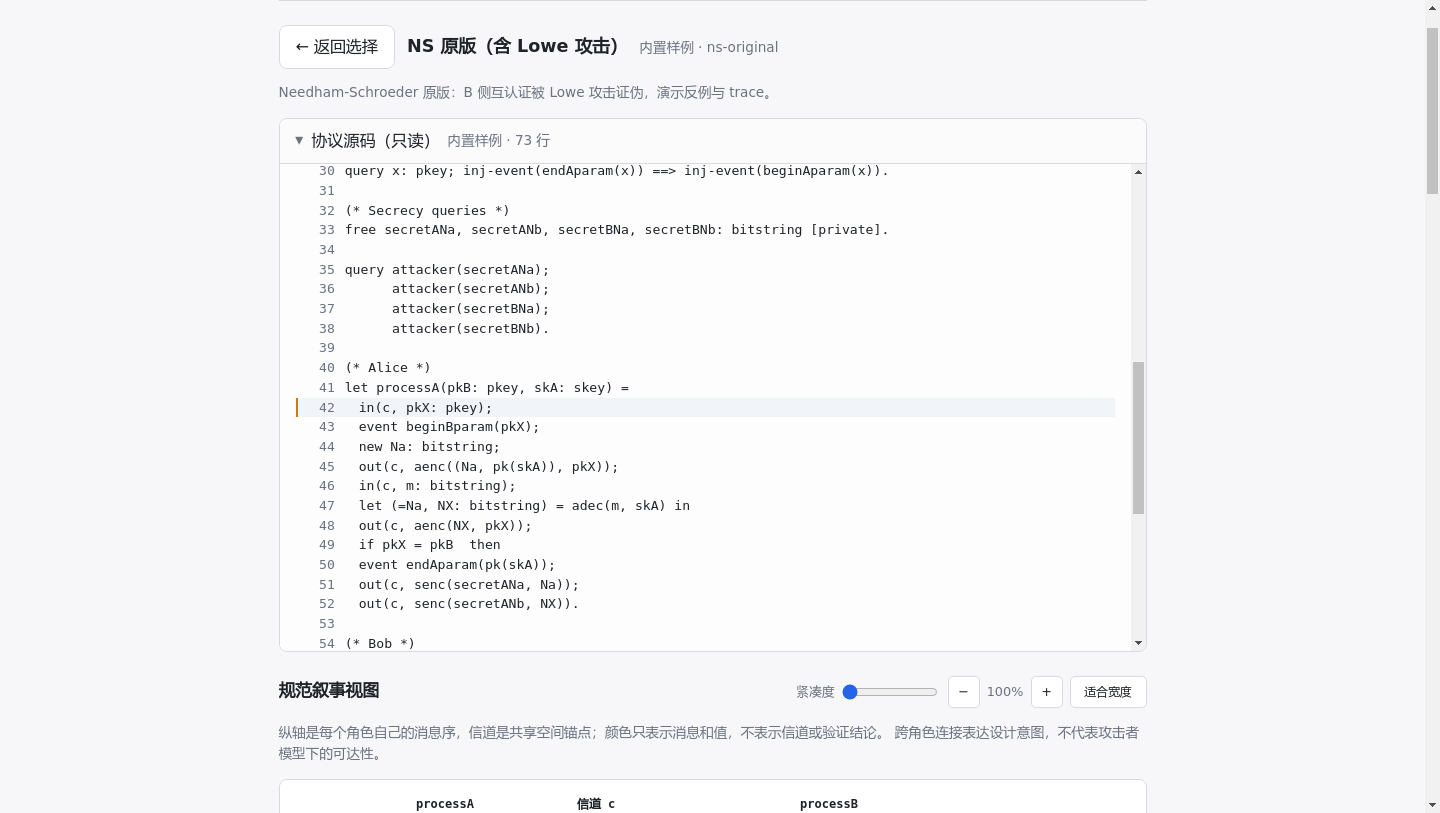 ← 返回选择 NS 原版（含 Lowe 攻击） 内置样例 · ns-original
Needham-Schroeder 原版：B 侧互认证被 Lowe 攻击证伪，演示反例与 trace。
▼ 协议源码（只读） 内置样例 · 73 行
30 query x: pkey; inj-event(endAparam(x)) ==> inj-event(beginAparam(x)).
31
32 (* Secrecy queries *)
33 free secretANa, secretANb, secretBNa, secretBNb: bitstring [private].
34
35 query attacker(secretANa);
36       attacker(secretANb);
37       attacker(secretBNa);
38       attacker(secretBNb).
39
40 (* Alice *)
41 let processA(pkB: pkey, skA: skey) =
42   in(c, pkX: pkey);
43   event beginBparam(pkX);
44   new Na: bitstring;
45   out(c, aenc((Na, pk(skA)), pkX));
46   in(c, m: bitstring);
47   let (=Na, NX: bitstring) = adec(m, skA) in
48   out(c, aenc(NX, pkX));
49   if pkX = pkB  then
50   event endAparam(pk(skA));
51   out(c, senc(secretANa, Na));
52   out(c, senc(secretANb, NX)).
53
54 (* Bob *)
规范叙事视图 紧凑度 − 100% + 适合宽度
纵轴是每个角色自己的消息序，信道是共享空间锚点；颜色只表示消息和值，不表示信道或验证结论。 跨角色连接表达设计意图，不代表攻击者
模型下的可达性。
processA 信道 c processB